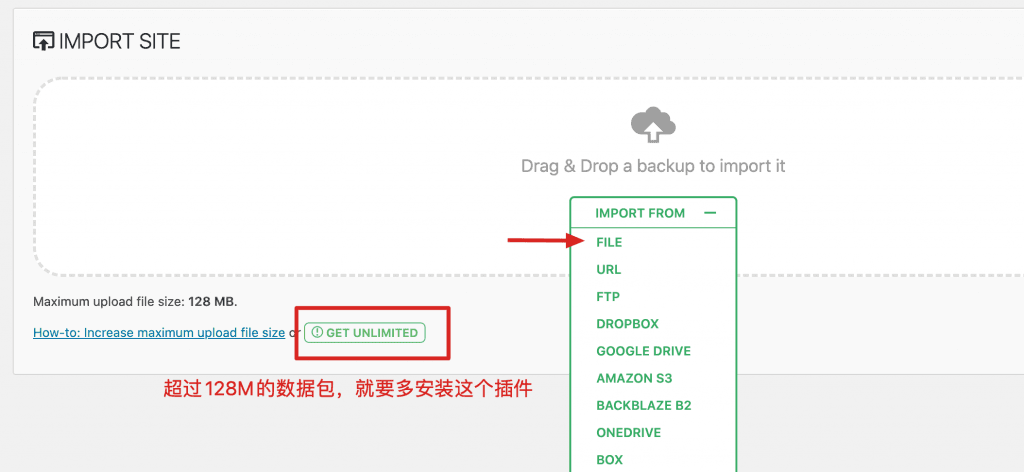 IMPORT SITE
Drag & Drop a backup to import it
IMPORT FROM
FILE
URL
FTP
DROPBOX
GOOGLE DRIVE
AMAZON S3
BACKBLAZE B2
ONEDRIVE
BOX
Maximum upload file size: 128 MB.
How-to: Increase maximum upload file size or GET UNLIMITED
超过128M的数据包，就要多安装这个插件